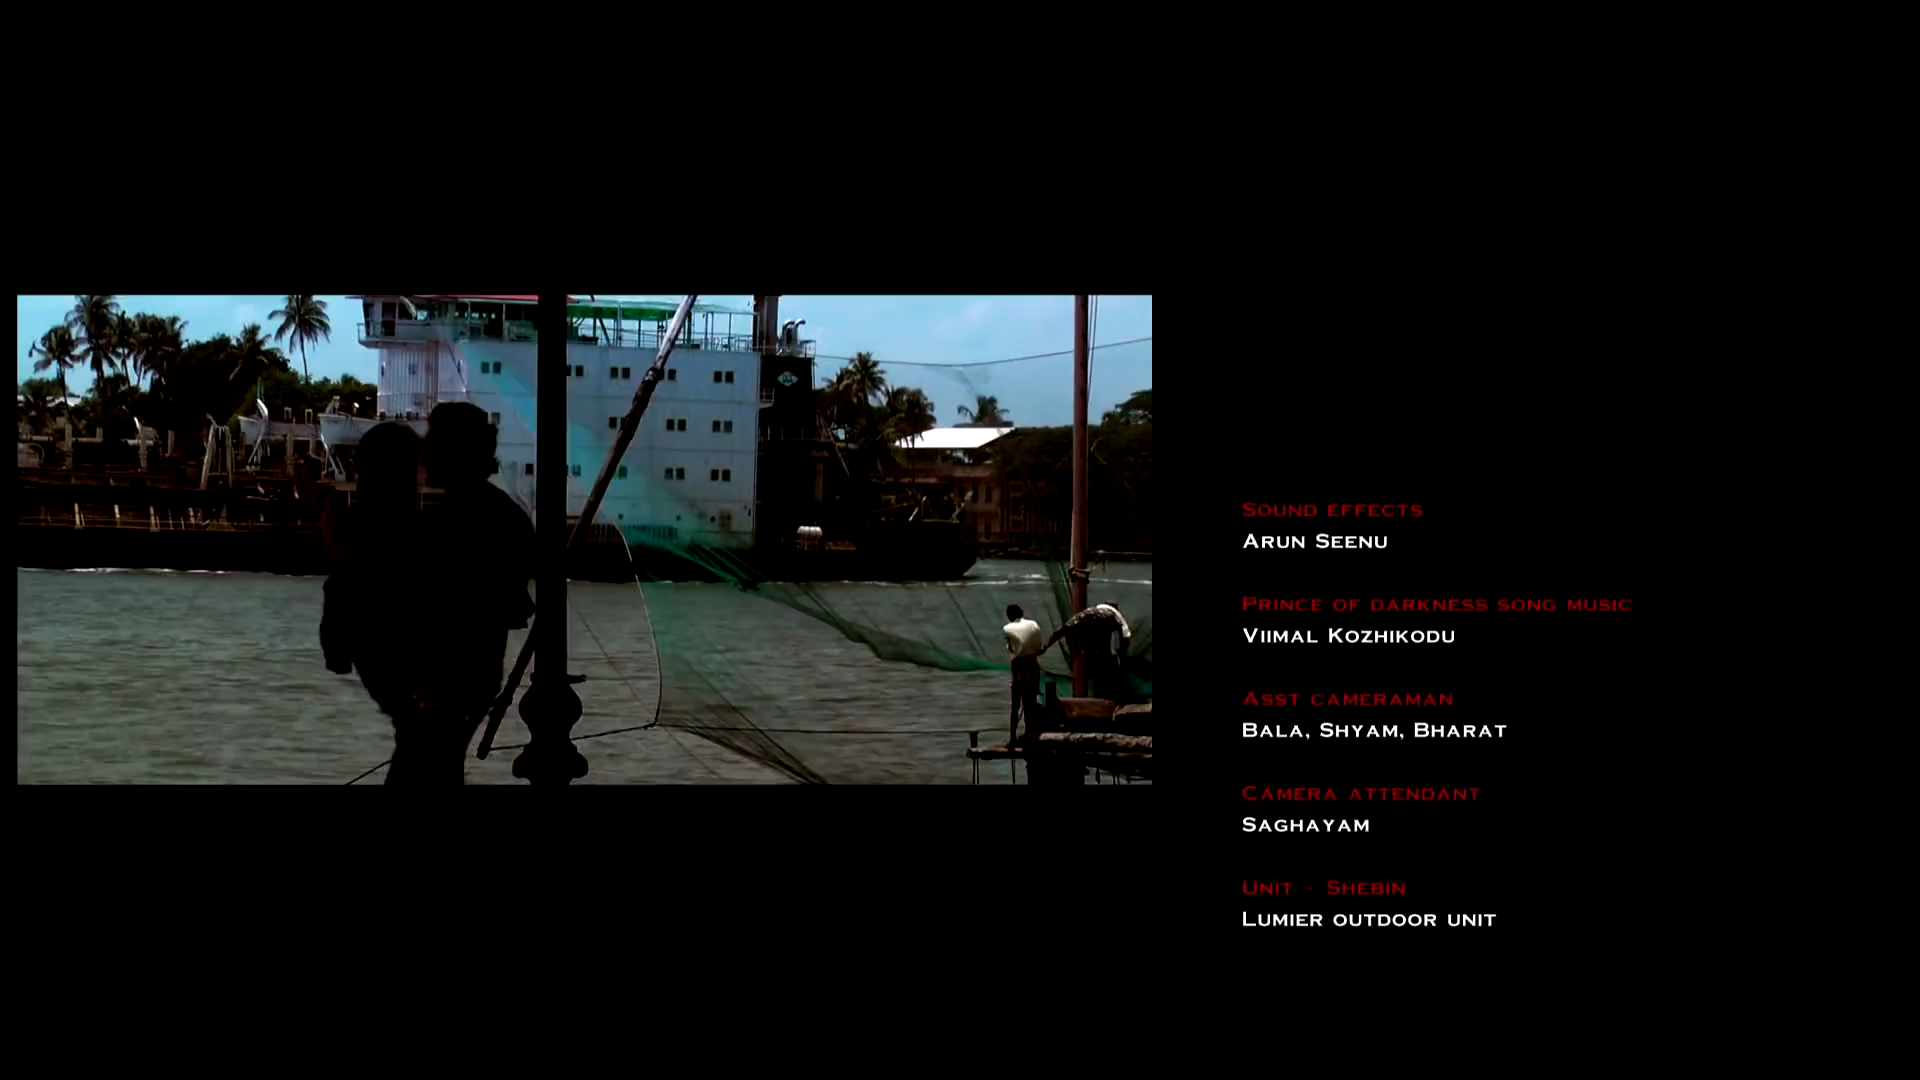 Sound effects
Arun Seenu
Prince of darkness song music
Viimal Kozhikodu
Asst cameraman
Bala, Shyam, Bharat
Camera attendant
Saghayam
Unit - Shebin
Lumier outdoor unit